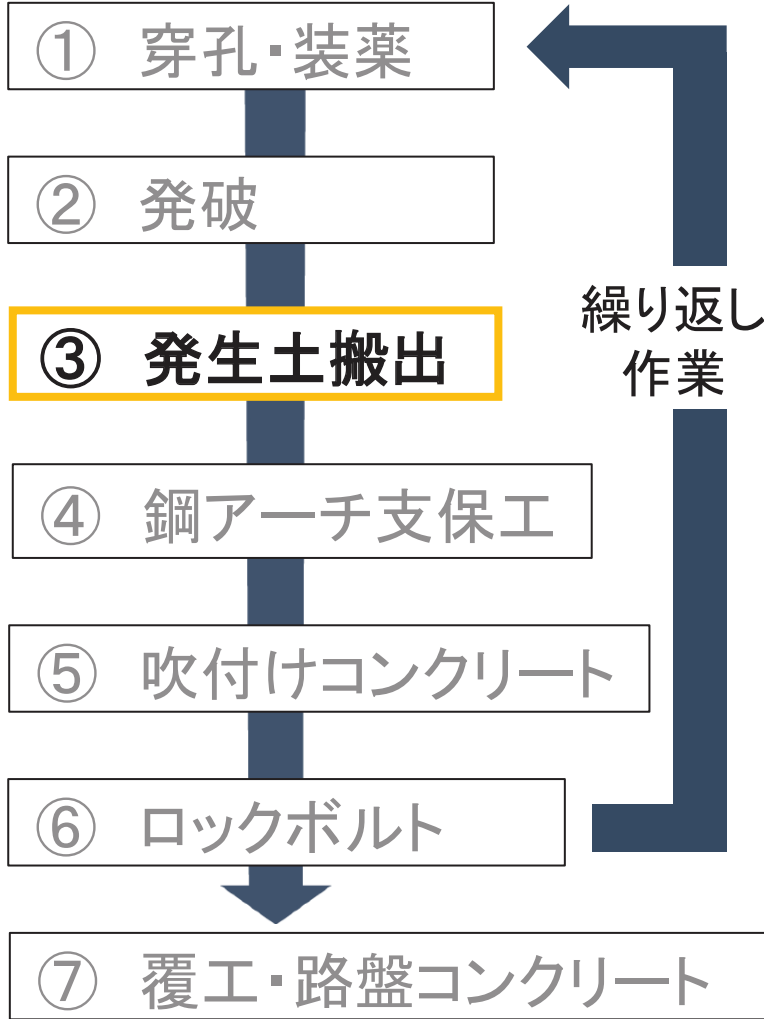 ① 穿孔・装薬
② 発破
③ 発生土搬出
繰り返し
作業
④ 鋼アーチ支保工
⑤ 吹付けコンクリート
⑥ ロックボルト
⑦ 覆工・路盤コンクリート